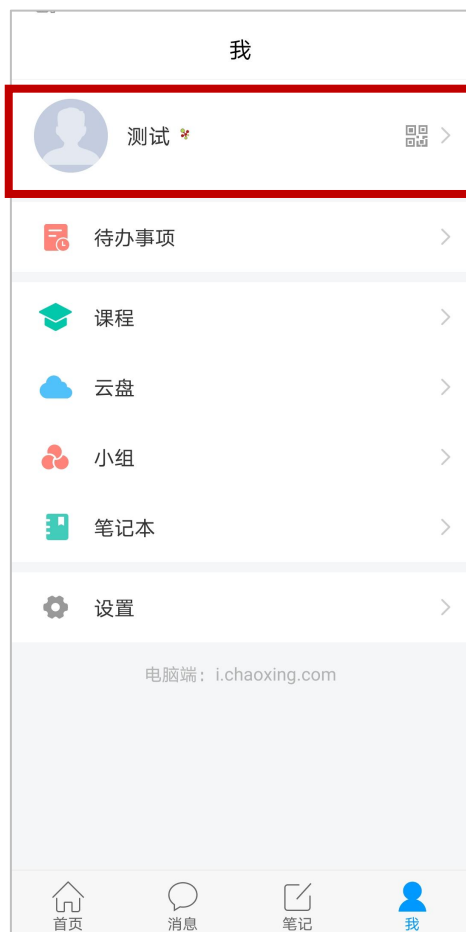 我
测试
待办事项
课程
云盘
小组
笔记本
设置
电脑端：i.chaoxing.com
首页 消息 笔记 我